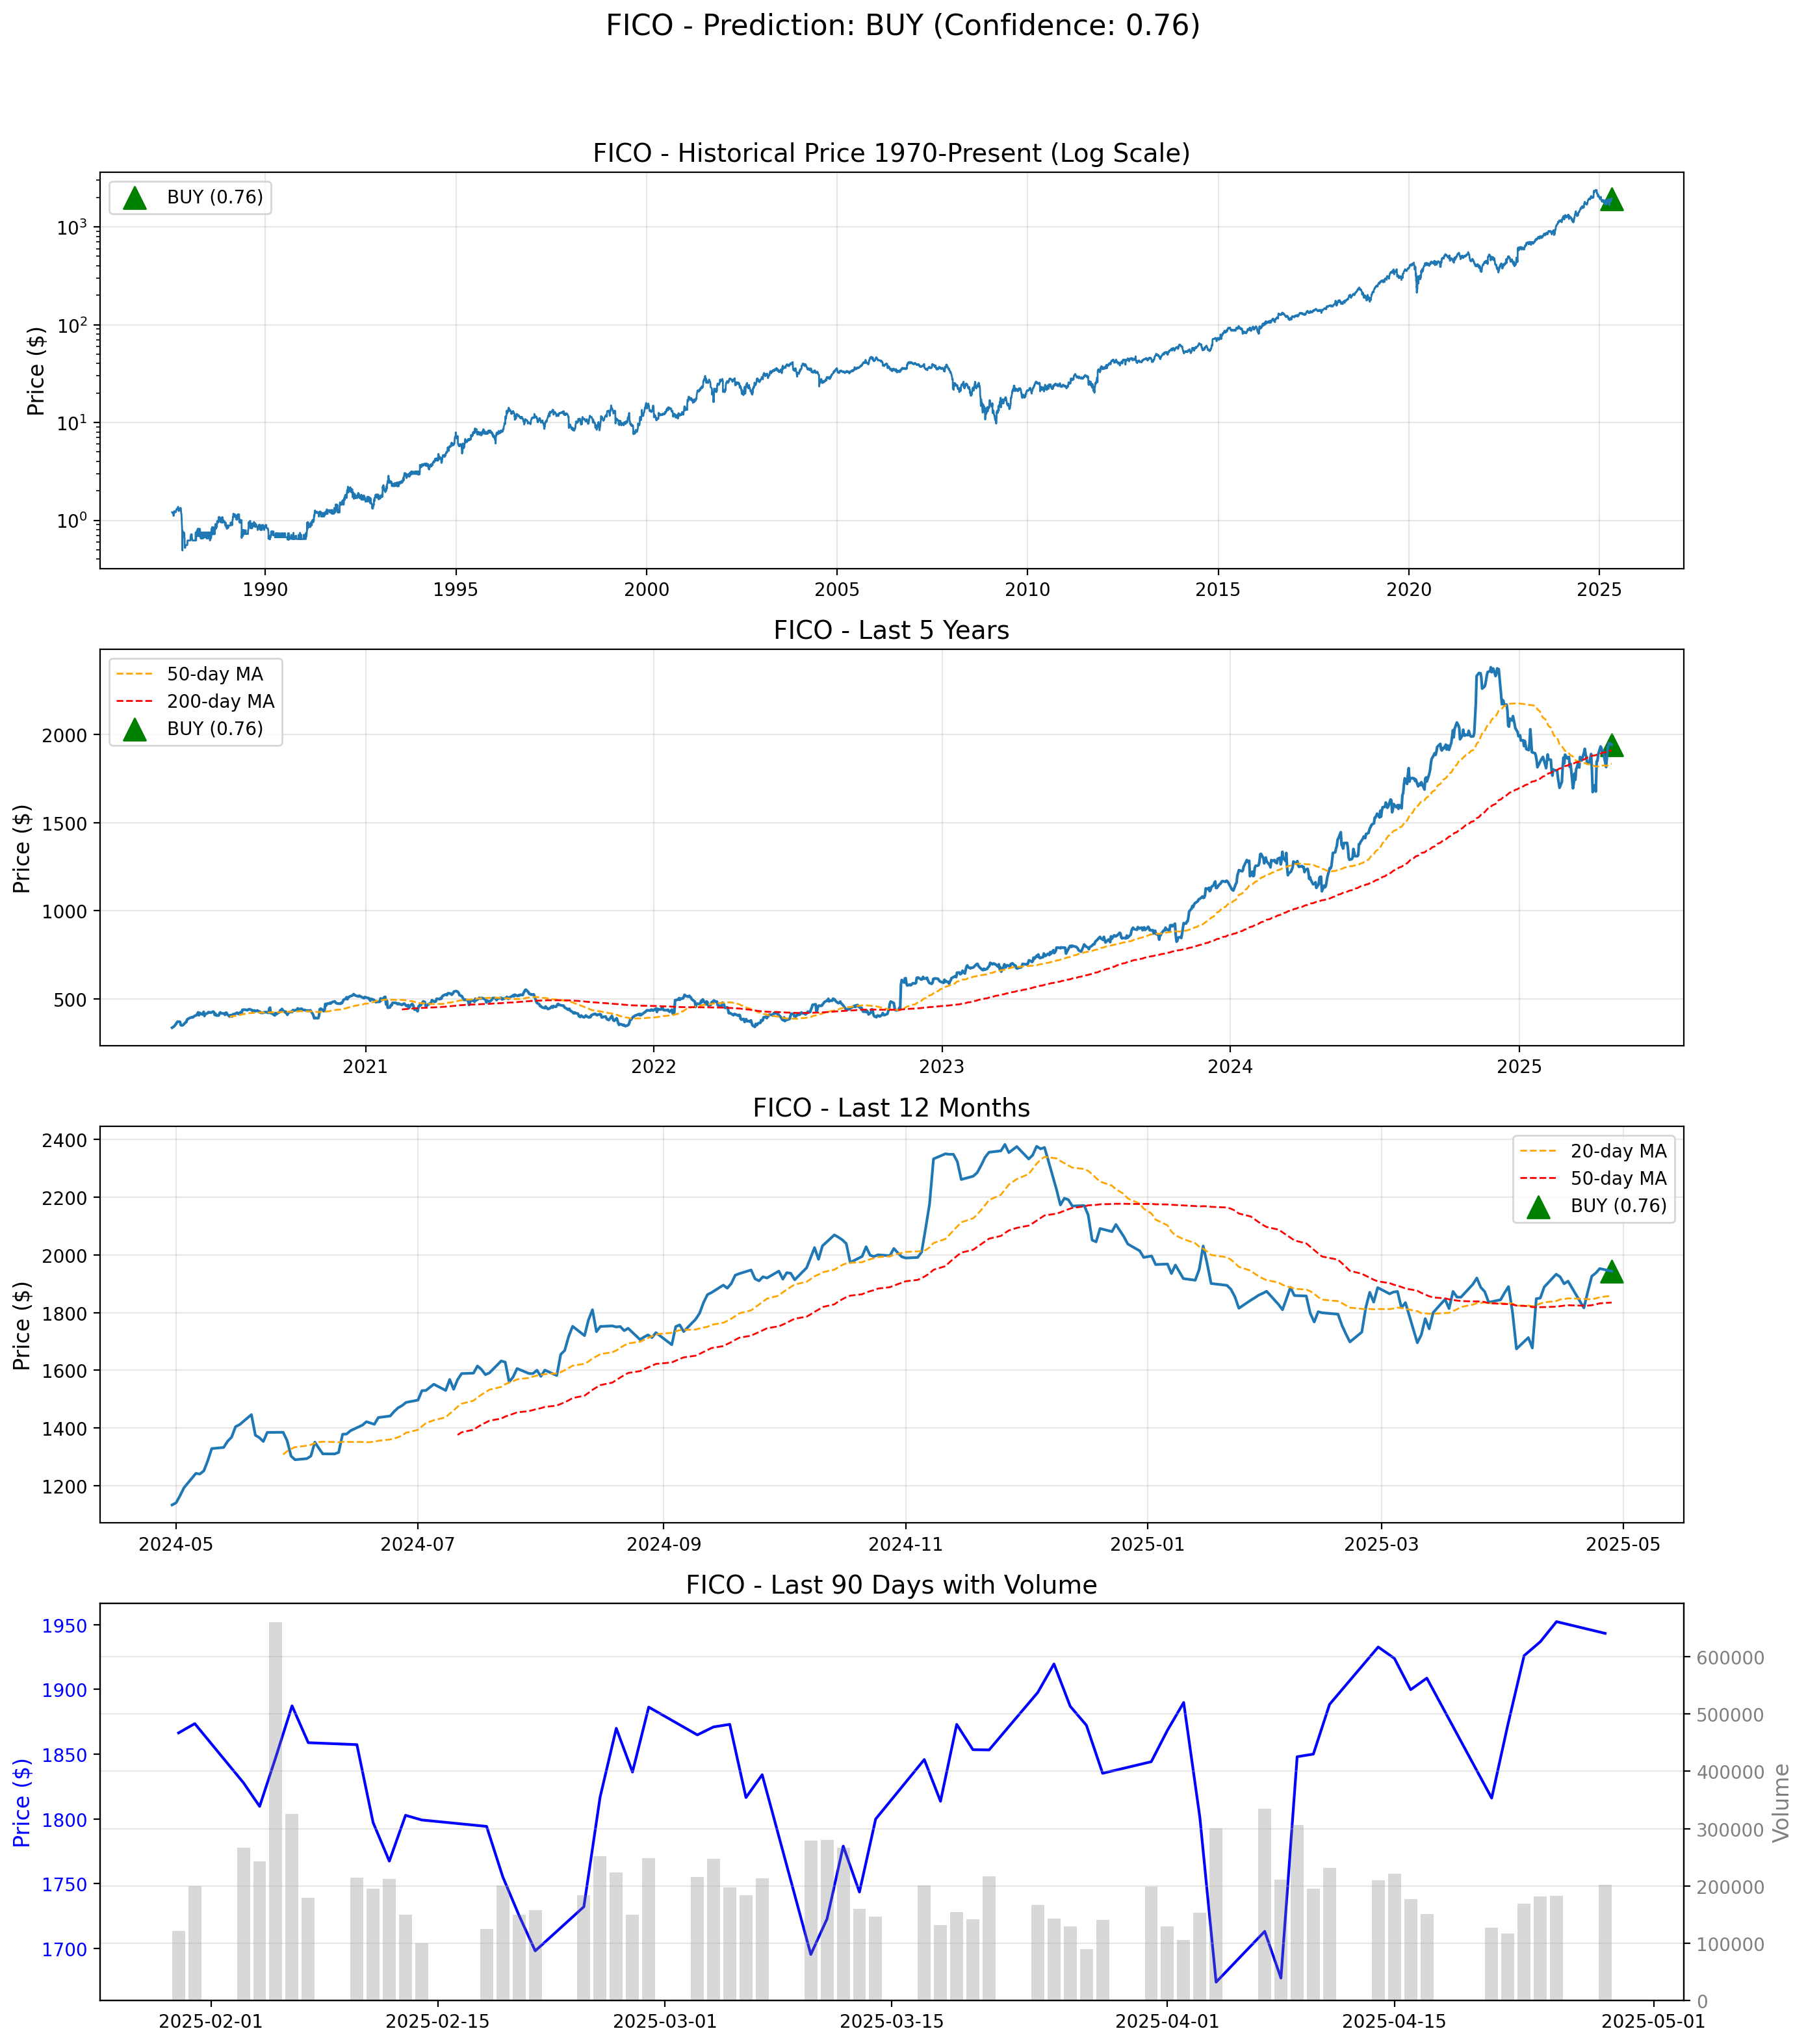 FICO - Prediction: BUY (Confidence: 0.76)
FICO - Historical Price 1970-Present (Log Scale)
BUY (0.76)
Price ($)
10³
10²
10¹
10⁰
1990 1995 2000 2005 2010 2015 2020 2025
FICO - Last 5 Years
50-day MA
200-day MA
BUY (0.76)
Price ($)
2000
1500
1000
500
2021 2022 2023 2024 2025
FICO - Last 12 Months
20-day MA
50-day MA
BUY (0.76)
Price ($)
2400
2200
2000
1800
1600
1400
1200
2024-05 2024-07 2024-09 2024-11 2025-01 2025-03 2025-05
FICO - Last 90 Days with Volume
Price ($)
1950
1900
1850
1800
1750
1700
600000
500000
400000
300000
200000
100000
0
Volume
2025-02-01 2025-02-15 2025-03-01 2025-03-15 2025-04-01 2025-04-15 2025-05-01